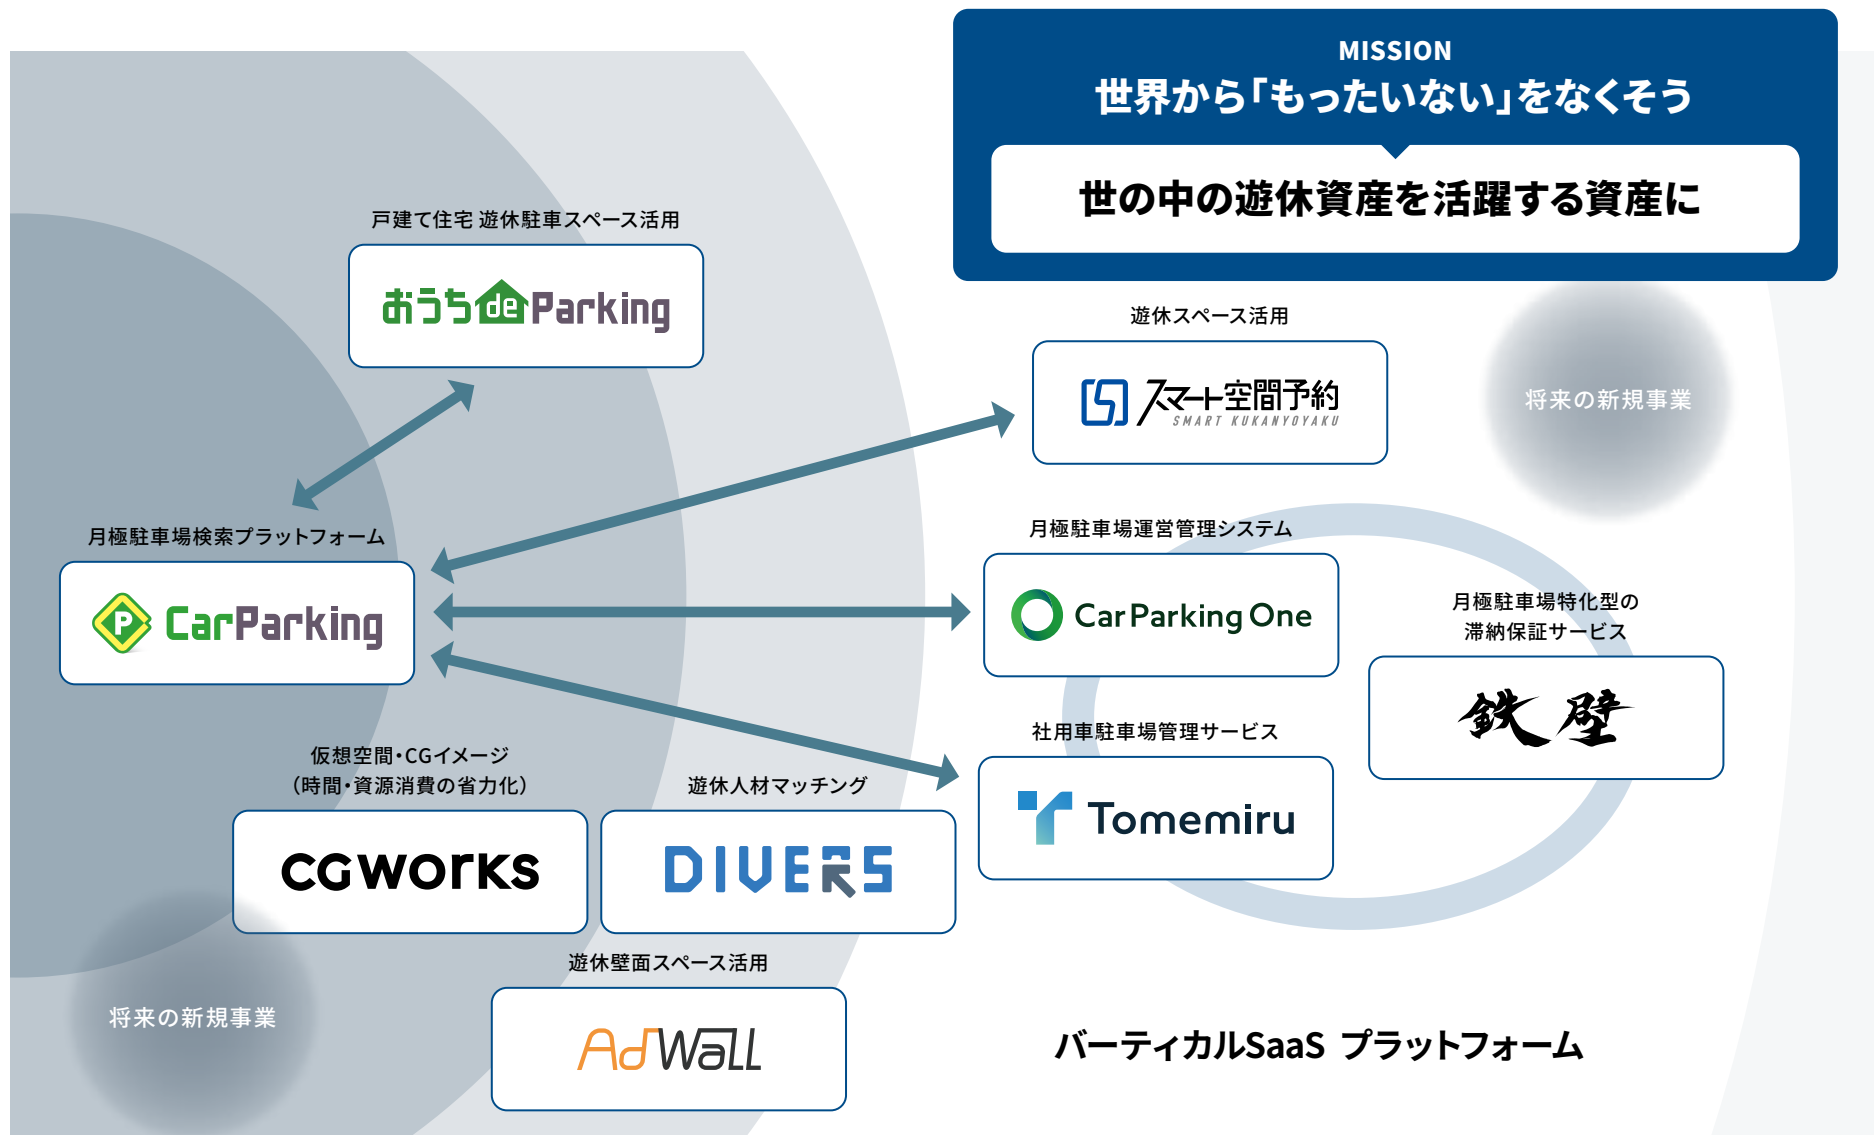 MISSION
世界から「もったいない」をなくそう
世の中の遊休資産を活躍する資産に
戸建て住宅 遊休駐車スペース活用
おうち de Parking
遊休スペース活用
スマート空間予約
SMART KUKANYOYAKU
将来の新規事業
月極駐車場検索プラットフォーム
P CarParking
月極駐車場運営管理システム
Car Parking One
月極駐車場特化型の
滞納保証サービス
鉄壁
社用車駐車場管理サービス
Tomemiru
仮想空間・CGイメージ
（時間・資源消費の省力化）
CGWORKS
遊休人材マッチング
DIVERS
遊休壁面スペース活用
AdWall
将来の新規事業
バーティカルSaaS プラットフォーム